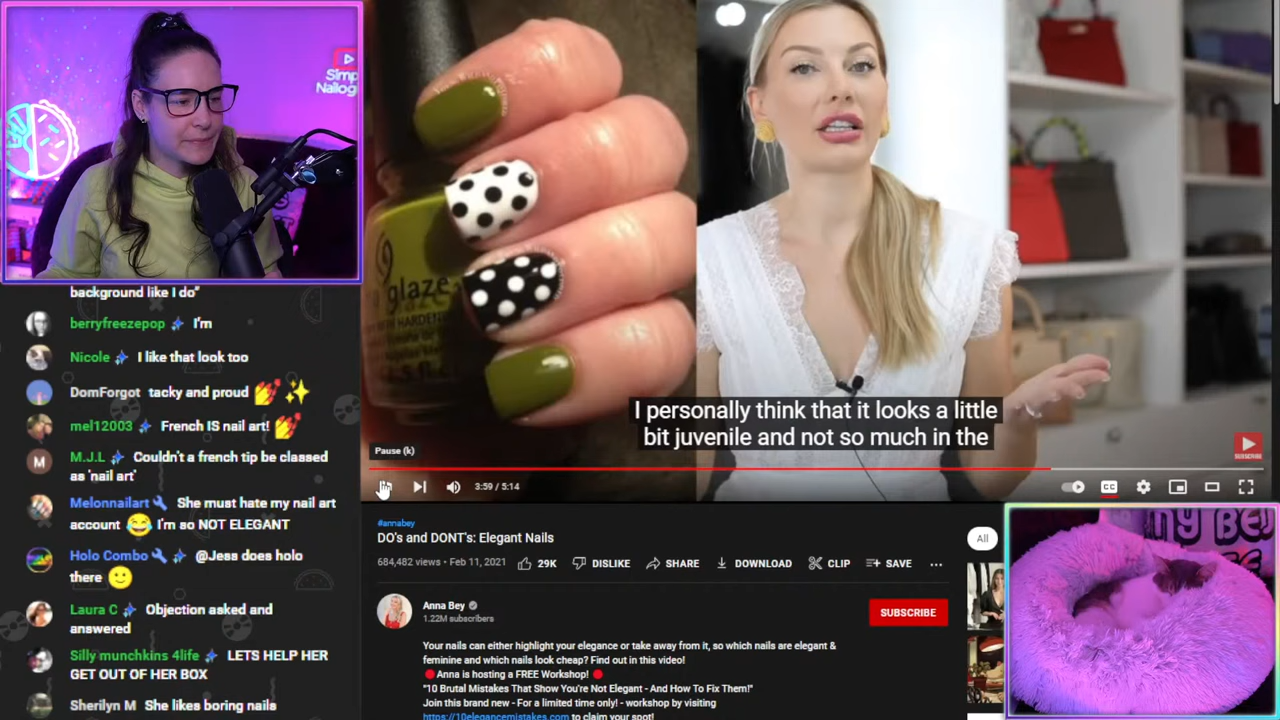 Simp
Nailog
background like I do"
berryfreezepop I'm
Nicole I like that look too
DomForgot tacky and proud
mel12003 French IS nail art!
M M.J.L Couldn't a french tip be classed
as 'nail art'
Melonnailart She must hate my nail art
account I'm so NOT ELEGANT
Holo Combo @Jess does holo
there
Laura C Objection asked and
answered
Silly munchkins 4life LETS HELP HER
GET OUT OF HER BOX
Sherilyn M She likes boring nails
glaze
I personally think that it looks a little
bit juvenile and not so much in the
Pause (k)
SUBSCRIBE
3:59 / 5:14
CC
#annabey
DO's and DONT's: Elegant Nails
684,482 views • Feb 11, 2021
29K
DISLIKE
SHARE
DOWNLOAD
CLIP
SAVE
All
Anna Bey
1.22M subscribers
SUBSCRIBE
Your nails can either highlight your elegance or take away from it, so which nails are elegant &
feminine and which nails look cheap? Find out in this video!
Anna is hosting a FREE Workshop!
"10 Brutal Mistakes That Show You're Not Elegant - And How To Fix Them!"
Join this brand new - For a limited time only! - workshop by visiting
https://10elegancemistakes.com to claim your spot!
MY BED